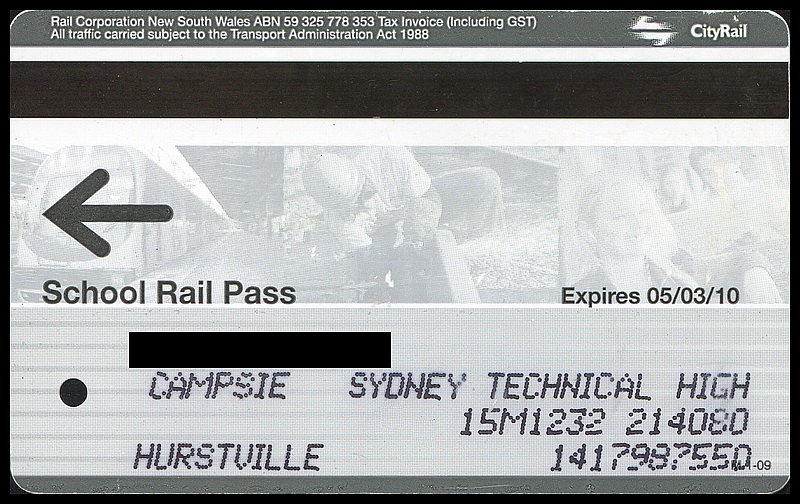 Rail Corporation New South Wales ABN 59 325 778 353 Tax Invoice (Including GST)
All traffic carried subject to the Transport Administration Act 1988
CityRail
School Rail Pass
Expires 05/03/10
CAMPSIE SYDNEY TECHNICAL HIGH
15M1232 214080
HURSTVILLE 1417987550